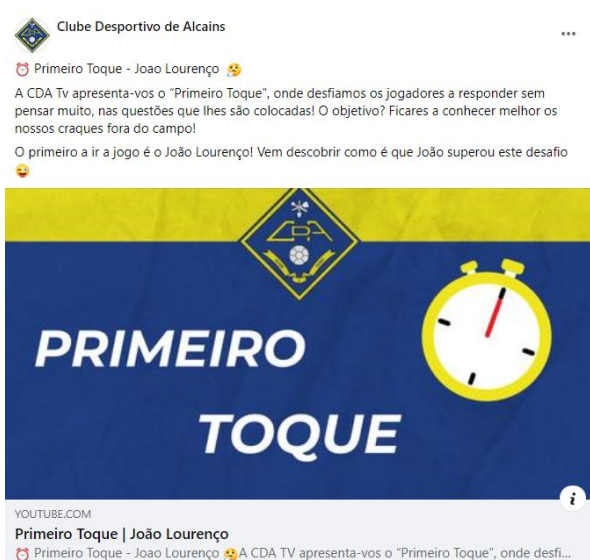 Clube Desportivo de Alcains
⏰ Primeiro Toque - Joao Lourenço 🤔
A CDA Tv apresenta-vos o “Primeiro Toque”, onde desfiamos os jogadores a responder sem
pensar muito, nas questões que lhes são colocadas! O objetivo? Ficares a conhecer melhor os
nossos craques fora do campo!
O primeiro a ir a jogo é o João Lourenço! Vem descobrir como é que João superou este desafio
😜
CDA
PRIMEIRO
TOQUE
YOUTUBE.COM
Primeiro Toque | João Lourenço
⏰ Primeiro Toque - Joao Lourenço 🤔A CDA TV apresenta-vos o “Primeiro Toque”, onde desfi...